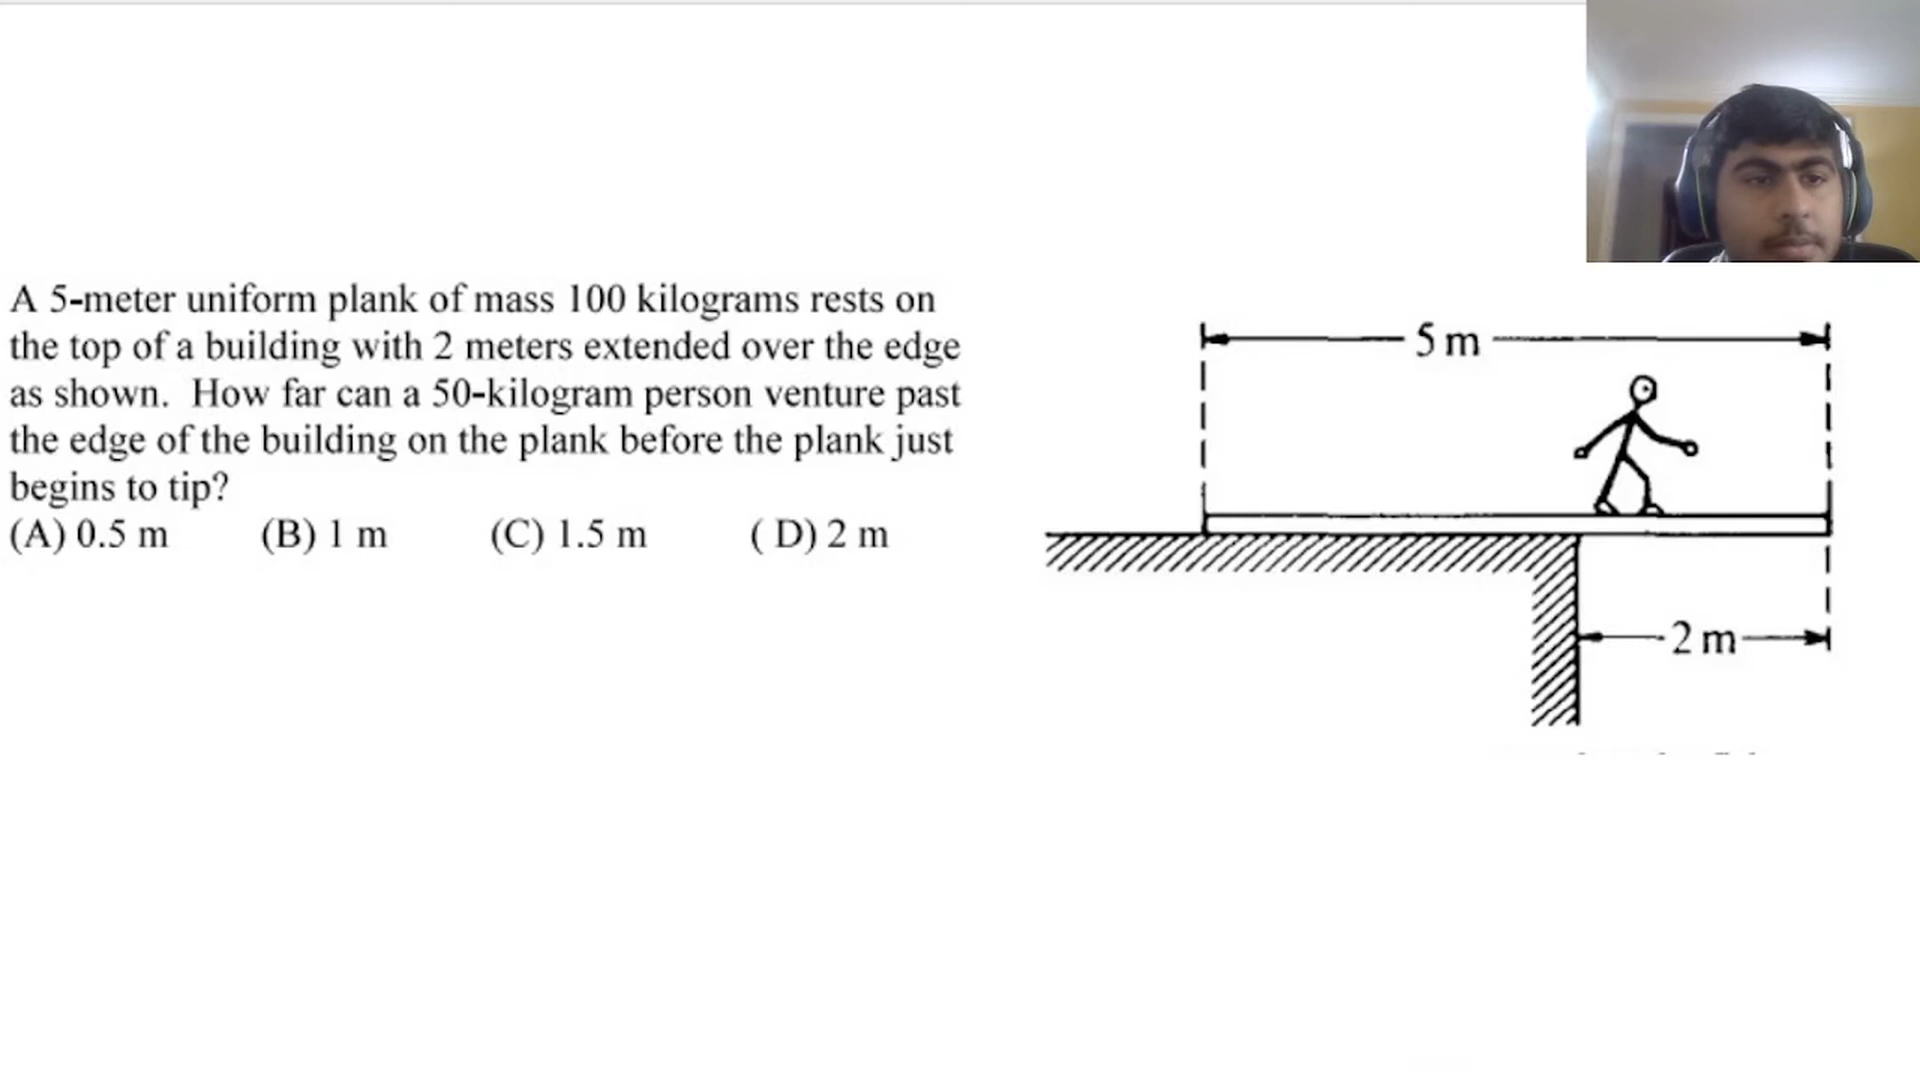 A 5-meter uniform plank of mass 100 kilograms rests on
the top of a building with 2 meters extended over the edge
as shown. How far can a 50-kilogram person venture past
the edge of the building on the plank before the plank just
begins to tip?
(A) 0.5 m (B) 1 m (C) 1.5 m ( D) 2 m
5 m
2 m